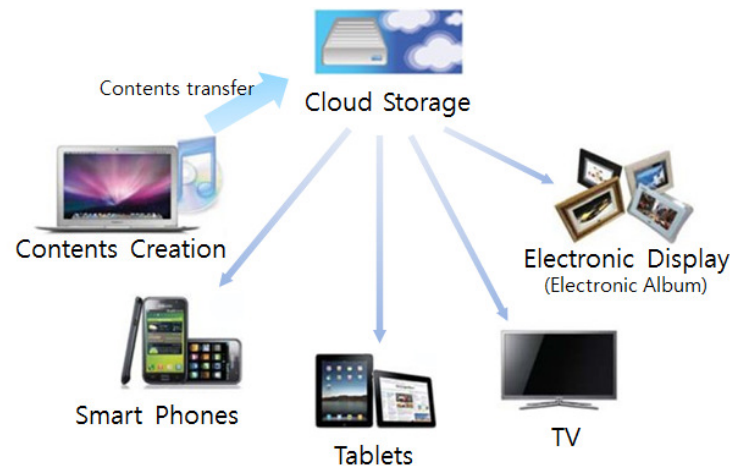 Contents transfer
Cloud Storage
Contents Creation
Electronic Display
(Electronic Album)
Smart Phones
Tablets
TV